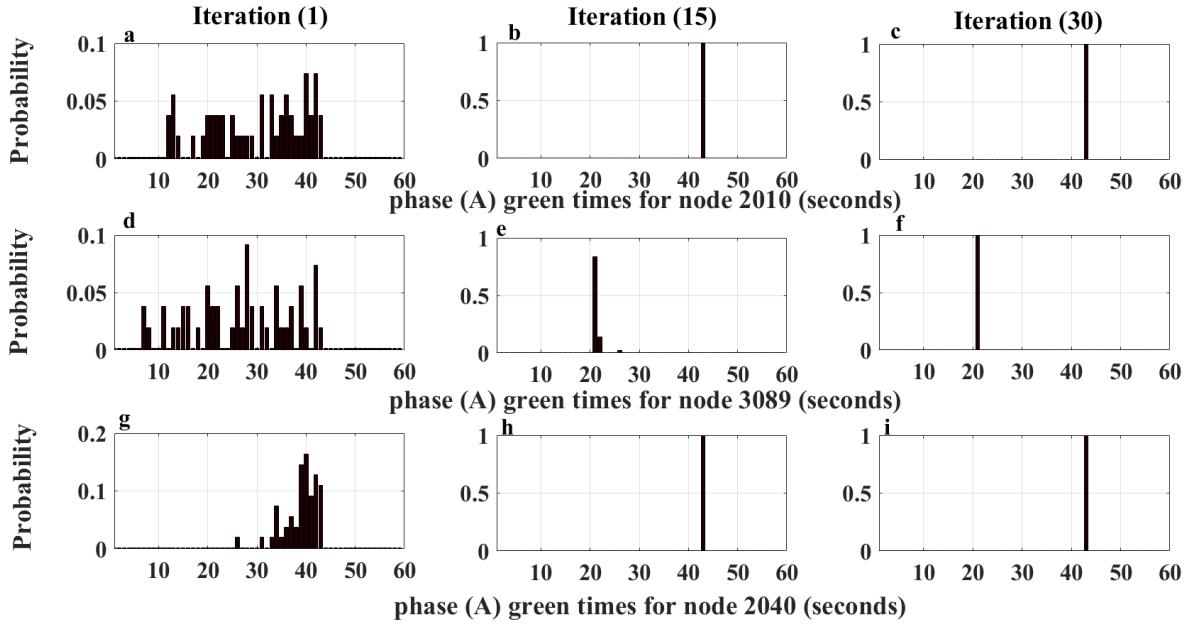 Iteration (1) Iteration (15) Iteration (30)
a b c
Probability
0.1 1 1
0.05 0.5 0.5
0 0 0
10 20 30 40 50 60 10 20 30 40 50 60 10 20 30 40 50 60
phase (A) green times for node 2010 (seconds)
d e f
Probability
0.1 1 1
0.05 0.5 0.5
0 0 0
10 20 30 40 50 60 10 20 30 40 50 60 10 20 30 40 50 60
phase (A) green times for node 3089 (seconds)
g h i
Probability
0.2 1 1
0.1 0.5 0.5
0 0 0
10 20 30 40 50 60 10 20 30 40 50 60 10 20 30 40 50 60
phase (A) green times for node 2040 (seconds)